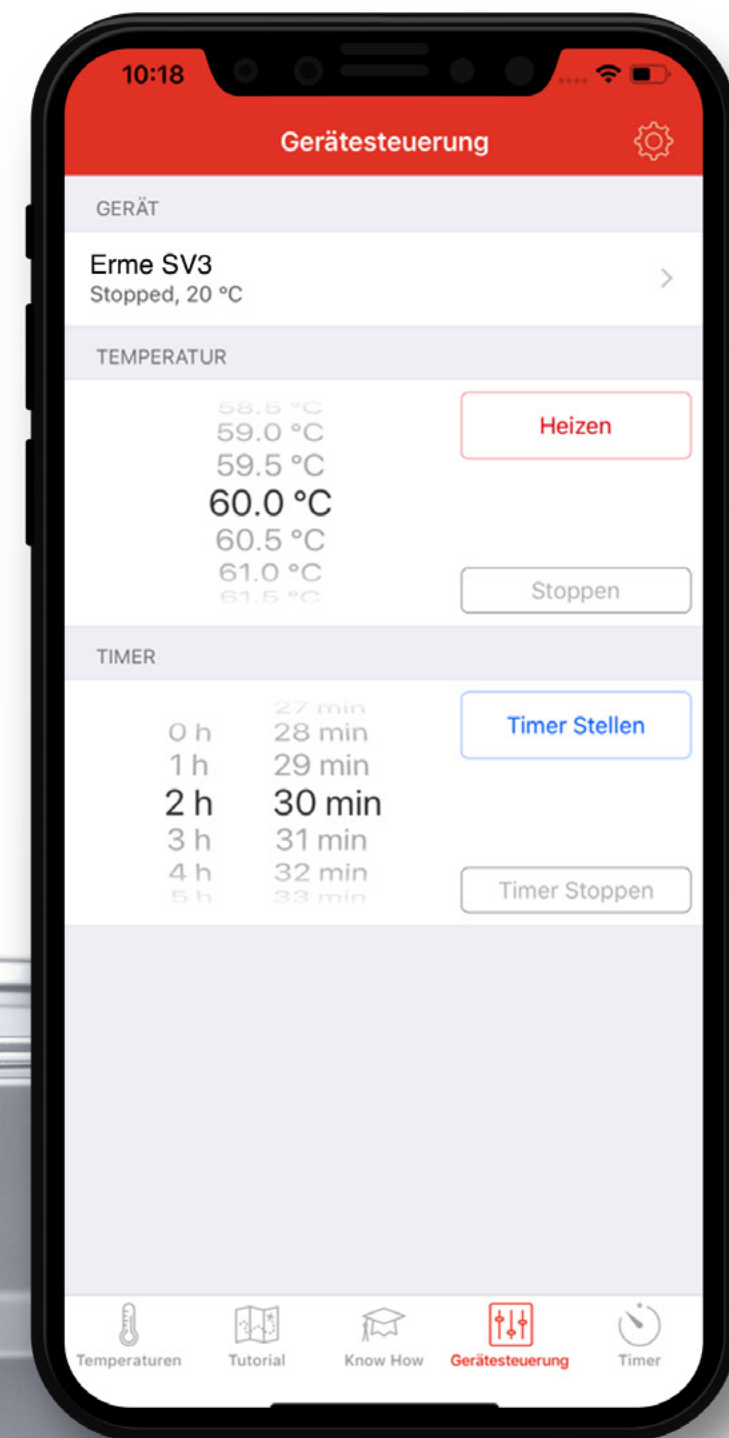 10:18
Gerätesteuerung
GERÄT
Erme SV3
Stopped, 20 °C
TEMPERATUR
58.5 °C
59.0 °C
59.5 °C
60.0 °C
60.5 °C
61.0 °C
61.5 °C
Heizen
Stoppen
TIMER
27 min
0 h 28 min
1 h 29 min
2 h 30 min
3 h 31 min
4 h 32 min
5 h 33 min
Timer Stellen
Timer Stoppen
Temperaturen Tutorial Know How Gerätesteuerung Timer